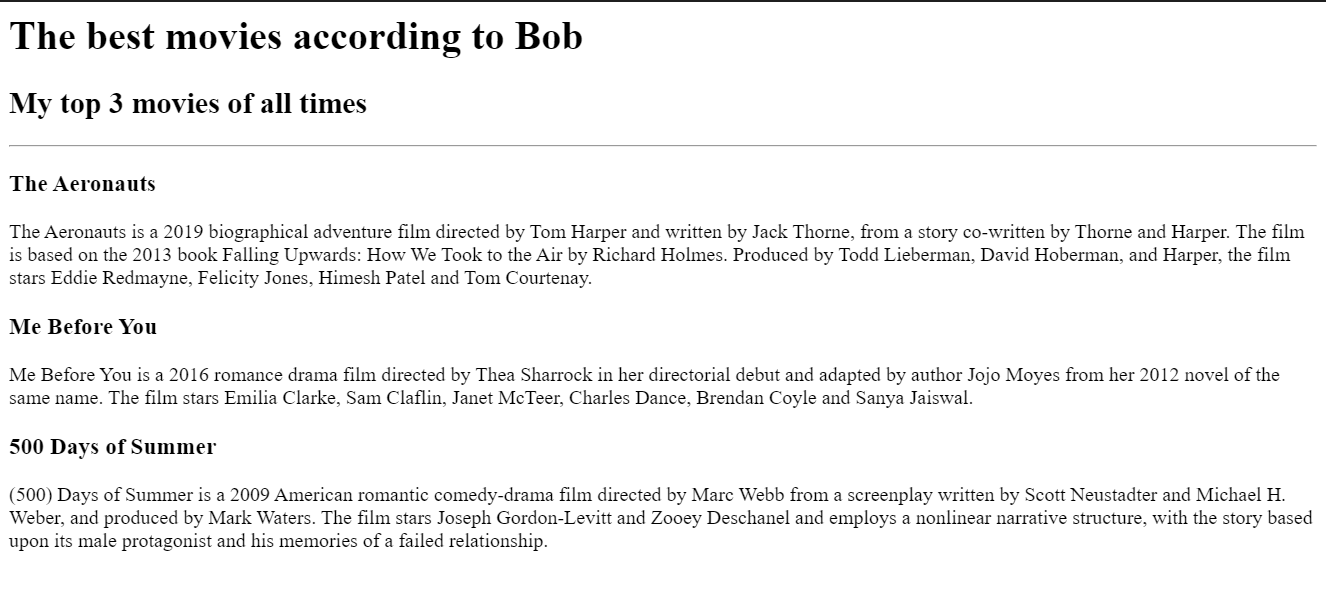 The best movies according to Bob
My top 3 movies of all times
The Aeronauts
The Aeronauts is a 2019 biographical adventure film directed by Tom Harper and written by Jack Thorne, from a story co-written by Thorne and Harper. The film
is based on the 2013 book Falling Upwards: How We Took to the Air by Richard Holmes. Produced by Todd Lieberman, David Hoberman, and Harper, the film
stars Eddie Redmayne, Felicity Jones, Himesh Patel and Tom Courtenay.
Me Before You
Me Before You is a 2016 romance drama film directed by Thea Sharrock in her directorial debut and adapted by author Jojo Moyes from her 2012 novel of the
same name. The film stars Emilia Clarke, Sam Claflin, Janet McTeer, Charles Dance, Brendan Coyle and Sanya Jaiswal.
500 Days of Summer
(500) Days of Summer is a 2009 American romantic comedy-drama film directed by Marc Webb from a screenplay written by Scott Neustadter and Michael H.
Weber, and produced by Mark Waters. The film stars Joseph Gordon-Levitt and Zooey Deschanel and employs a nonlinear narrative structure, with the story based
upon its male protagonist and his memories of a failed relationship.